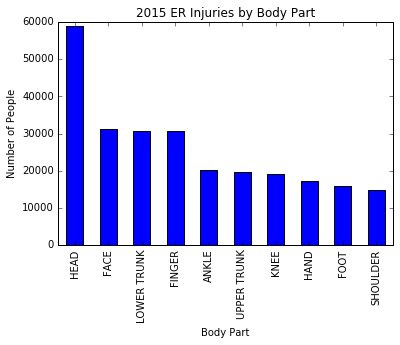 2015 ER Injuries by Body Part
60000
50000
40000
30000
20000
10000
0
Number of People
HEAD
FACE
LOWER TRUNK
FINGER
ANKLE
UPPER TRUNK
KNEE
HAND
FOOT
SHOULDER
Body Part